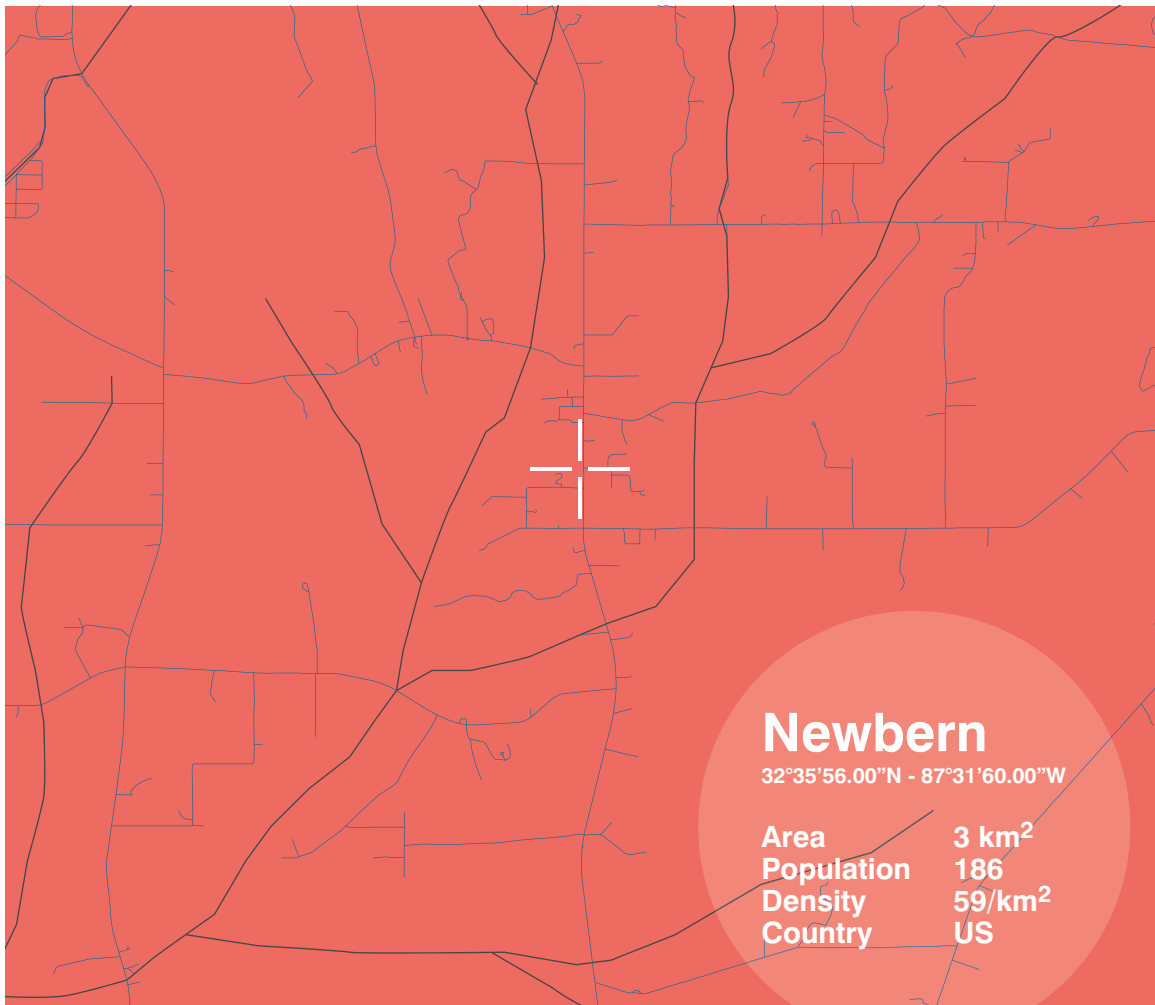 Newbern
32°35’56.00”N - 87°31’60.00”W
Area 3 km²
Population 186
Density 59/km²
Country US